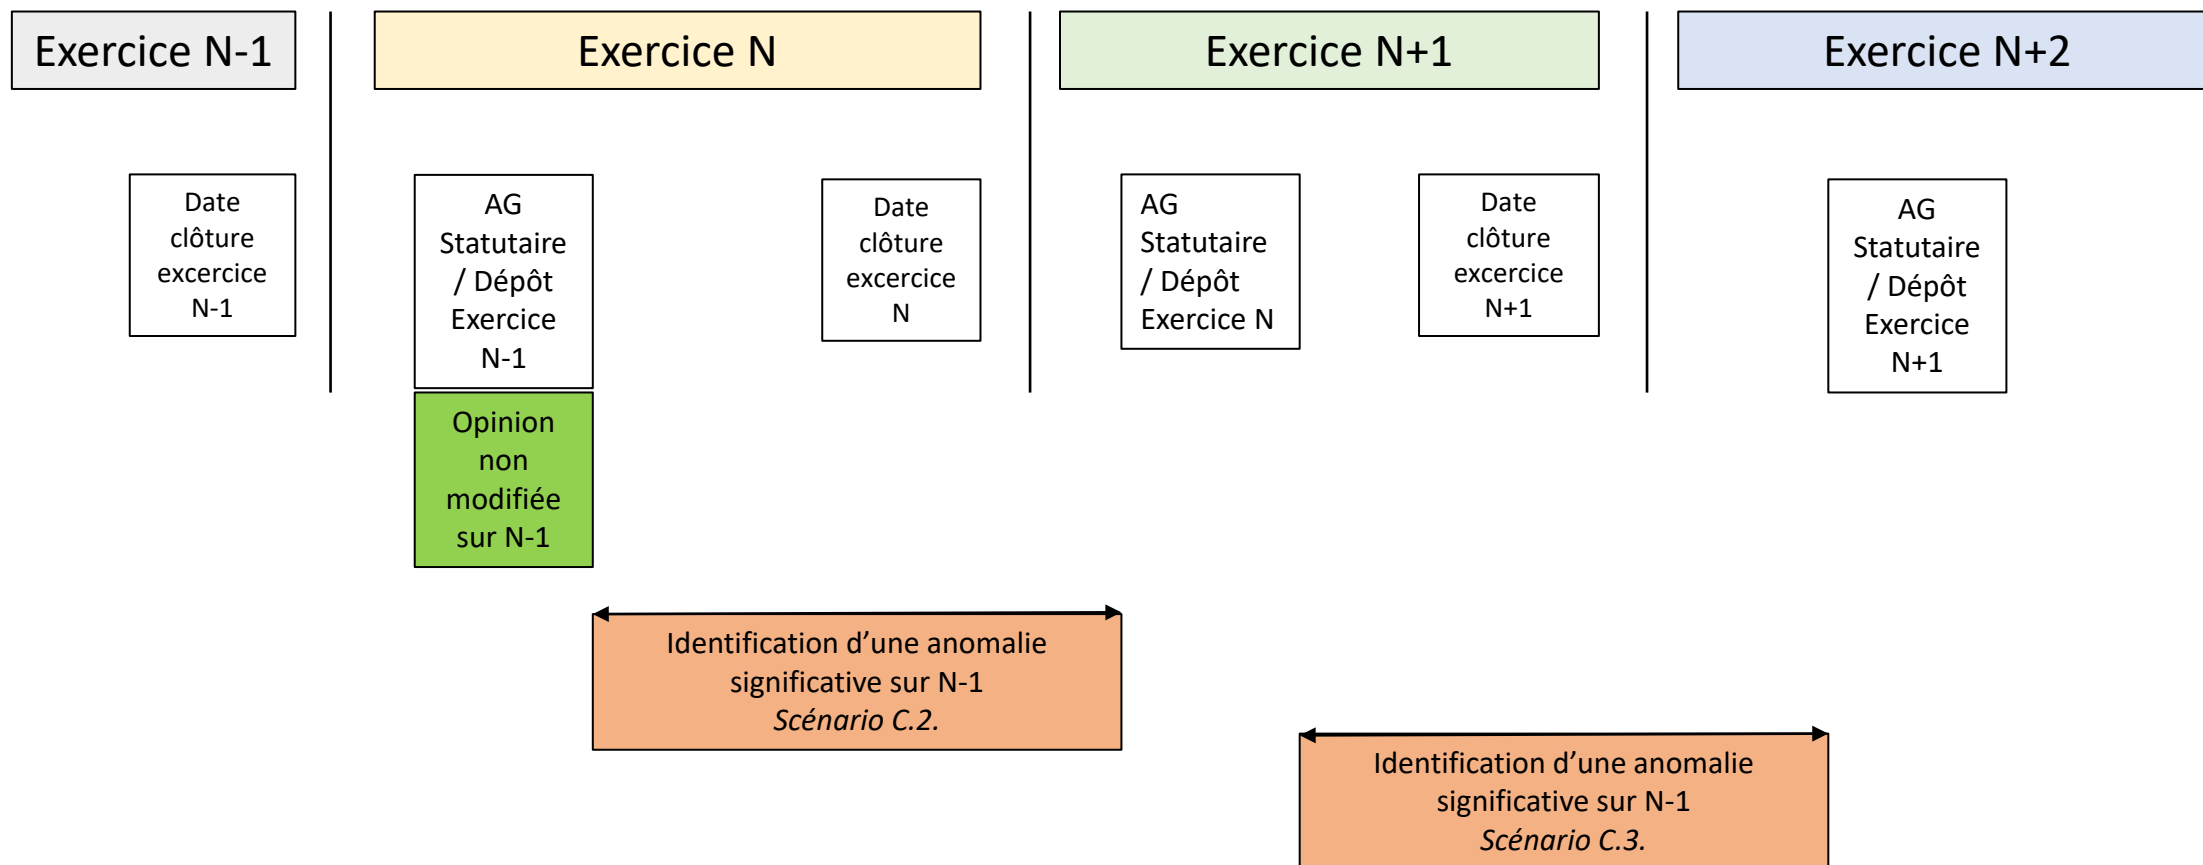 Exercice N-1
Exercice N
Exercice N+1
Exercice N+2
Date
clôture
excercice
N-1
AG
Statutaire
/ Dépôt
Exercice
N-1
Date
clôture
excercice
N
AG
Statutaire
/ Dépôt
Exercice N
Date
clôture
excercice
N+1
AG
Statutaire
/ Dépôt
Exercice
N+1
Opinion
non
modifiée
sur N-1
Identification d’une anomalie
significative sur N-1
Scénario C.2.
Identification d’une anomalie
significative sur N-1
Scénario C.3.